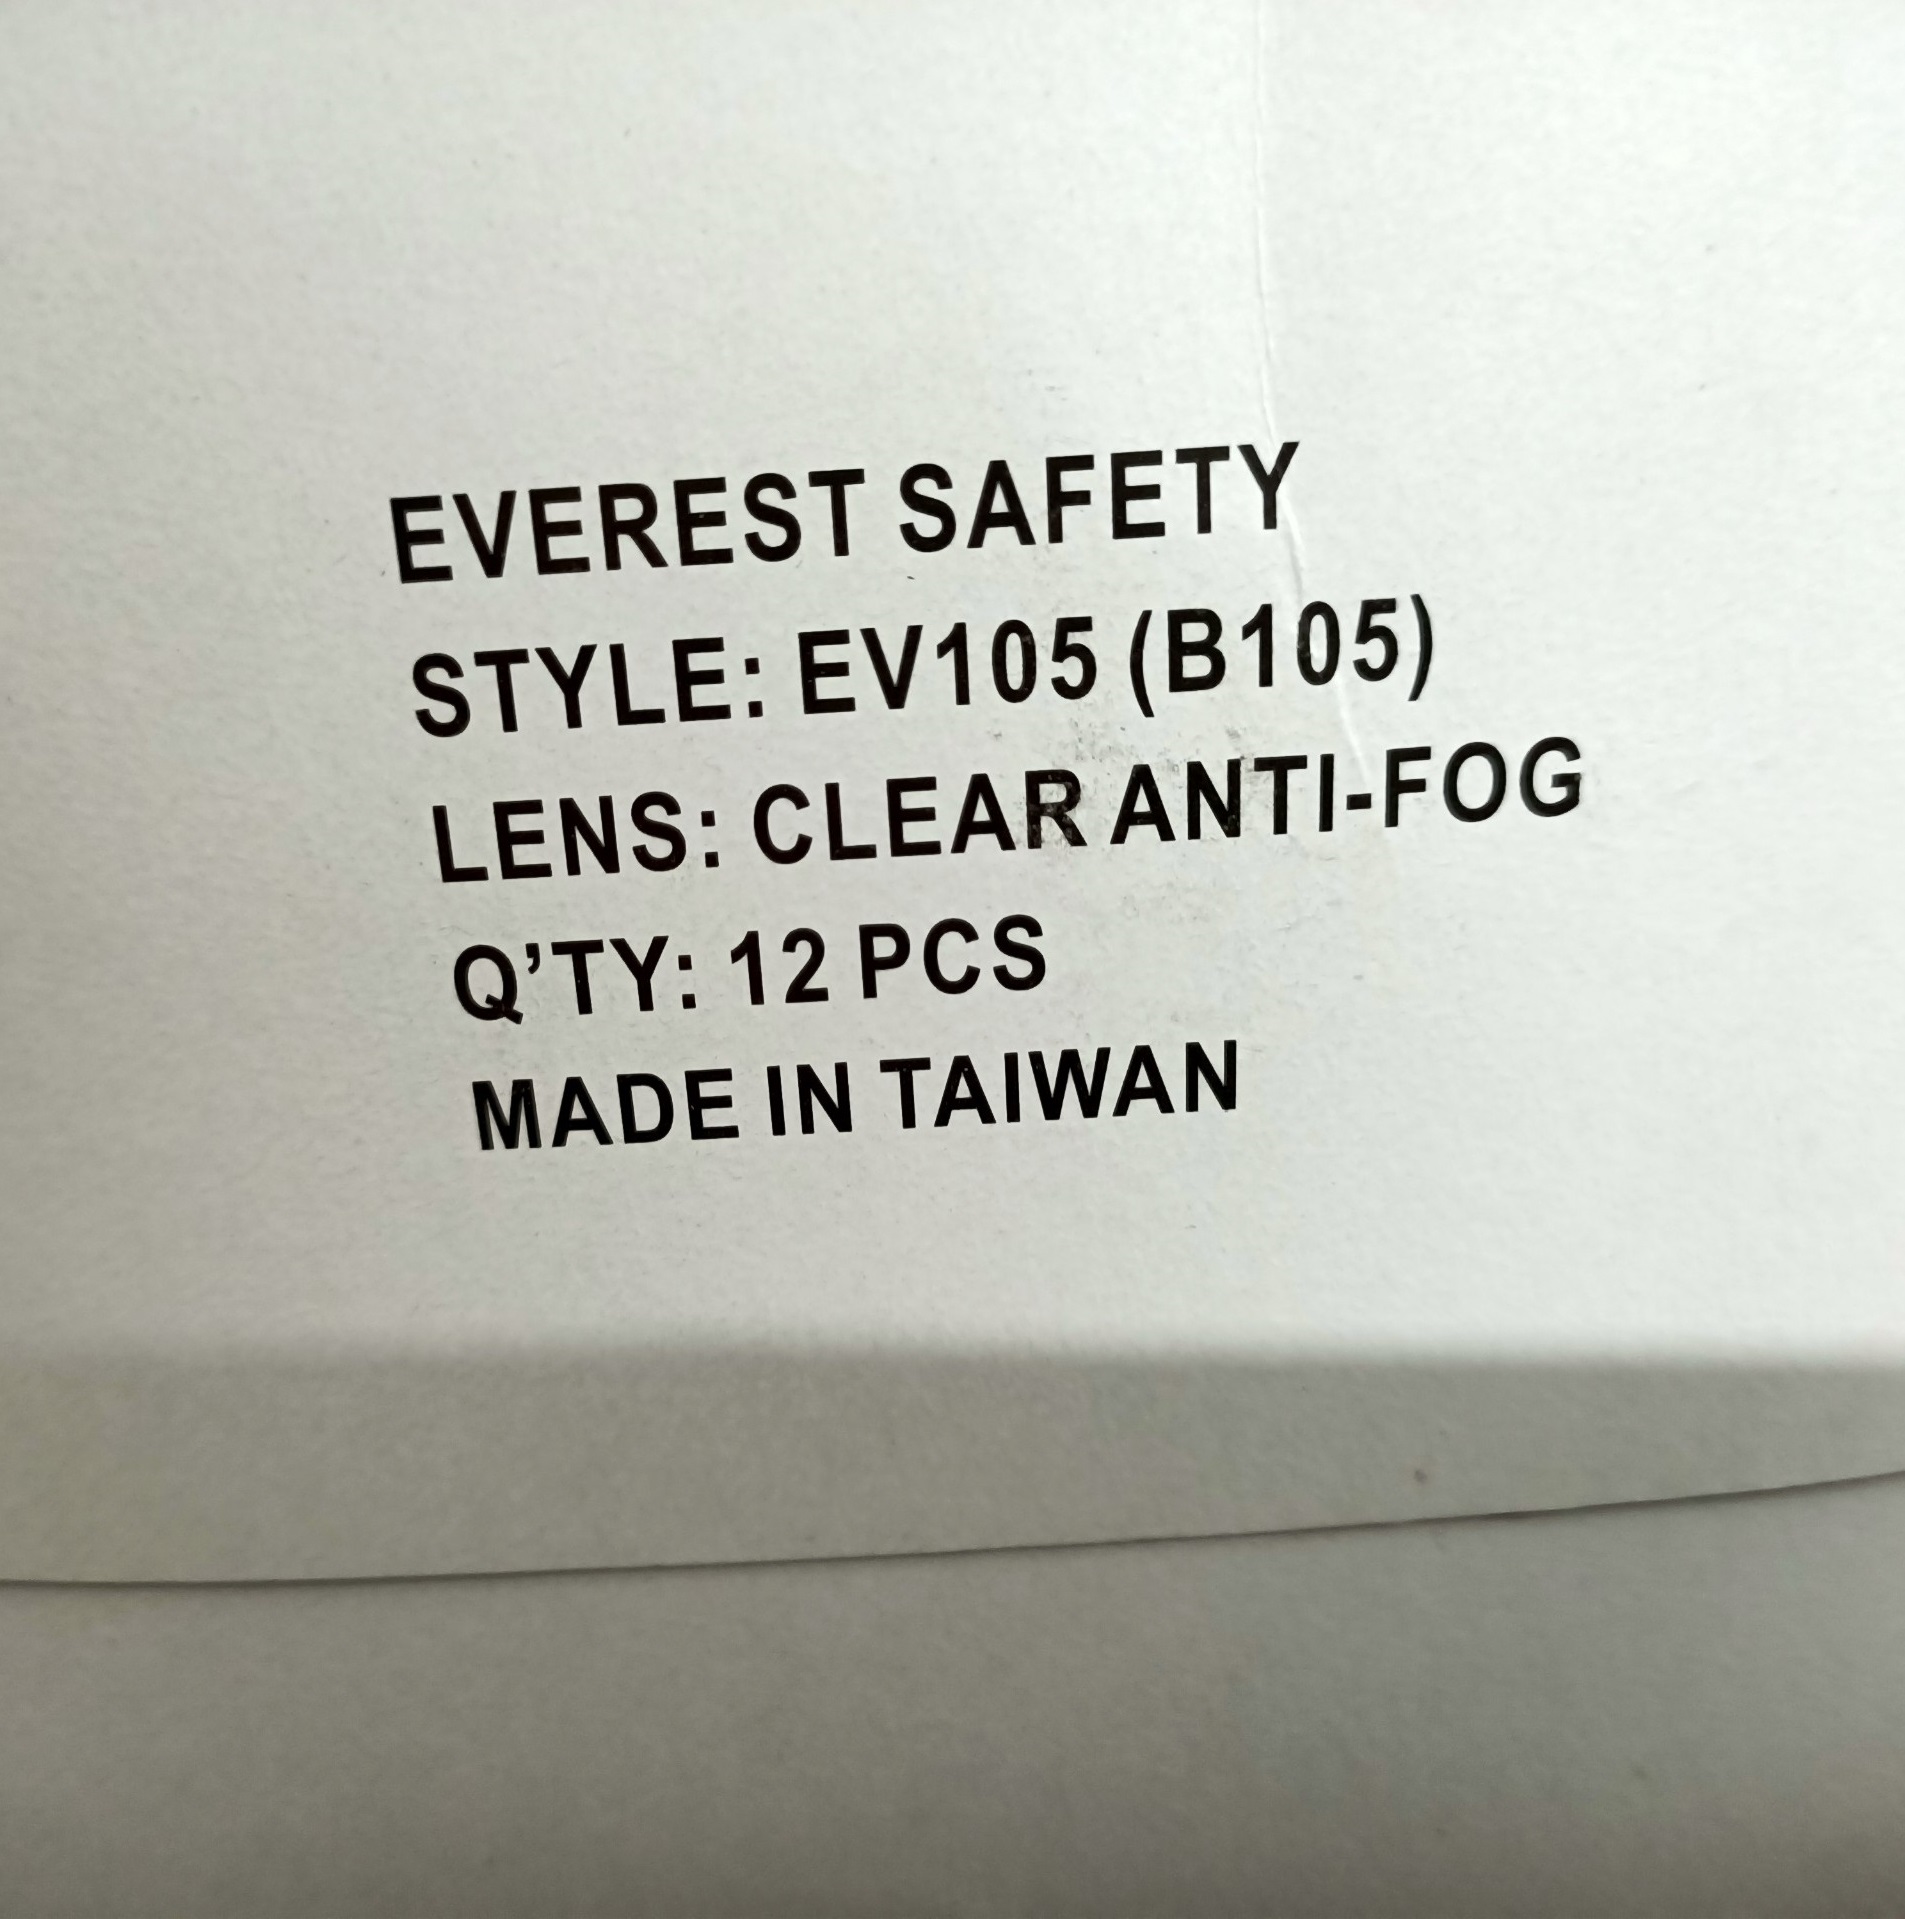 EVEREST SAFETY
STYLE: EV105 (B105)
LENS: CLEAR ANTI-FOG
Q’TY: 12 PCS
MADE IN TAIWAN